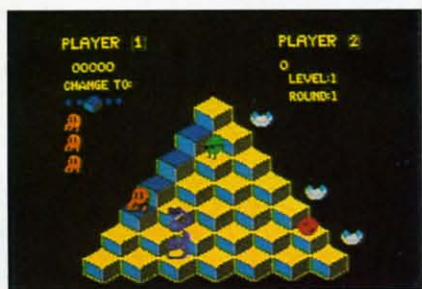 PLAYER 1
00000
CHANGE TO:
PLAYER 2
0
LEVEL:1
ROUND:1